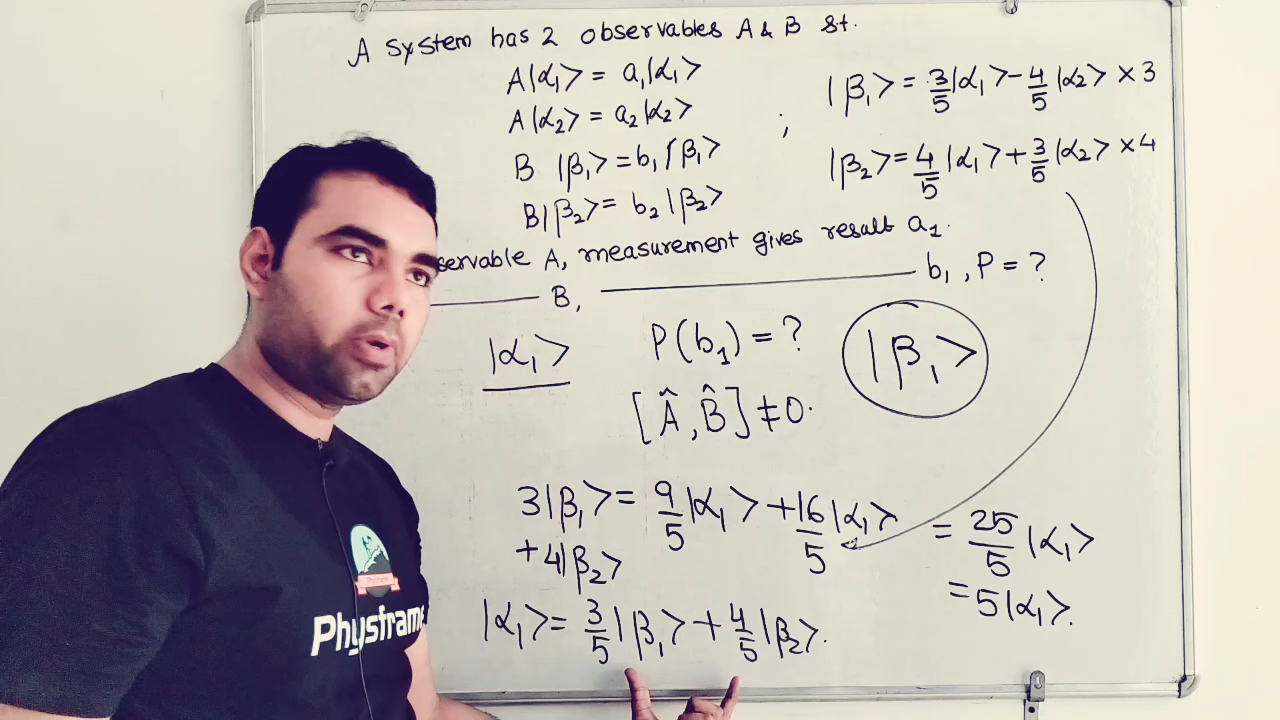 A system has 2 observables A & B st.
A|α₁> = a₁|α₁>
A|α₂> = a₂|α₂>
B |β₁> = b₁|β₁>
B|β₂> = b₂|β₂>
;
|β₁> = 3/5|α₁> - 4/5|α₂> × 3
|β₂> = 4/5|α₁> + 3/5|α₂> × 4
servable A, measurement gives result a₁.
——— B, ——————— b₁, P = ?
|α₁>
P(b₁) = ?
|β₁>
[Â, B̂] ≠ 0.
3|β₁> + 4|β₂> = 9/5|α₁> + 16/5|α₁> = 25/5|α₁>
= 5|α₁>.
|α₁> = 3/5|β₁> + 4/5|β₂>.
Physframe